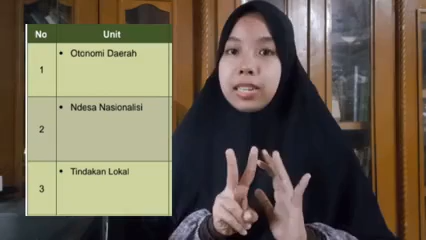 No Unit
1 • Otonomi Daerah
2 • Ndesa Nasionalisi
3 • Tindakan Lokal